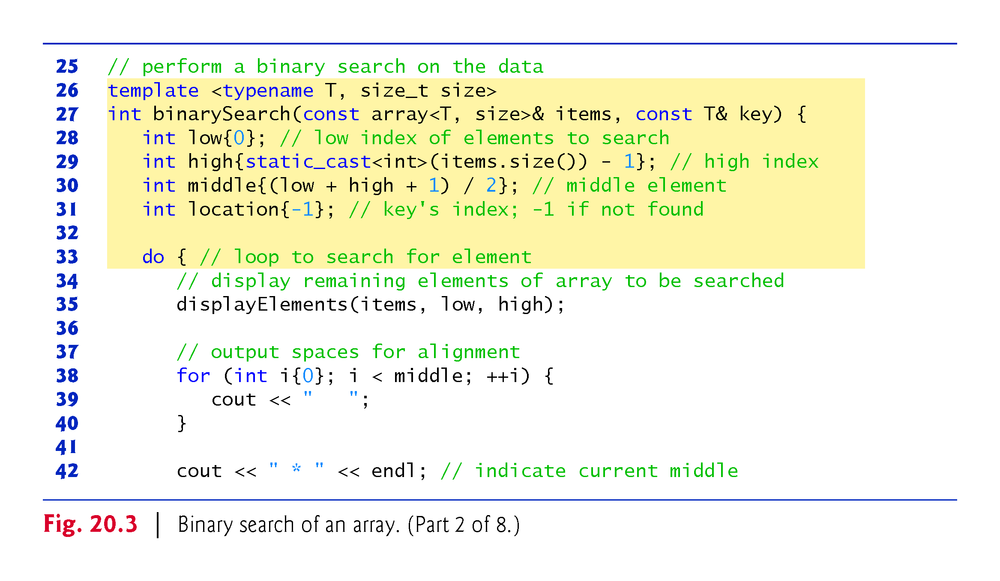 25 // perform a binary search on the data
26 template <typename T, size_t size>
27 int binarySearch(const array<T, size>& items, const T& key) {
28    int low{0}; // low index of elements to search
29    int high{static_cast<int>(items.size()) - 1}; // high index
30    int middle{(low + high + 1) / 2}; // middle element
31    int location{-1}; // key's index; -1 if not found
32
33    do { // loop to search for element
34       // display remaining elements of array to be searched
35       displayElements(items, low, high);
36
37       // output spaces for alignment
38       for (int i{0}; i < middle; ++i) {
39          cout << "   ";
40       }
41
42       cout << " * " << endl; // indicate current middle
Fig. 20.3 | Binary search of an array. (Part 2 of 8.)